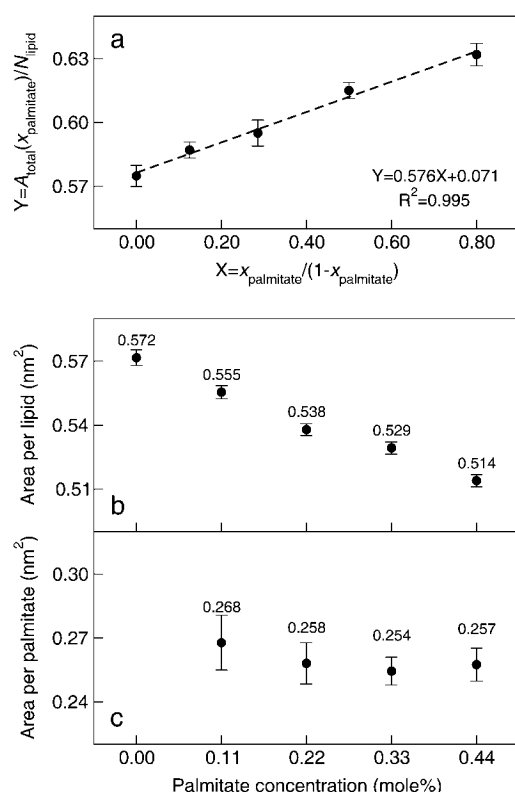 a
Y=A_total(x_palmitate)/N_lipid
0.63
0.60
0.57
Y=0.576X+0.071
R²=0.995
0.00 0.20 0.40 0.60 0.80
X=x_palmitate/(1-x_palmitate)
Area per lipid (nm²)
0.57
0.54
0.51
0.572
0.555
0.538
0.529
0.514
b
Area per palmitate (nm²)
0.30
0.27
0.24
0.268
0.258
0.254
0.257
c
0.00 0.11 0.22 0.33 0.44
Palmitate concentration (mole%)